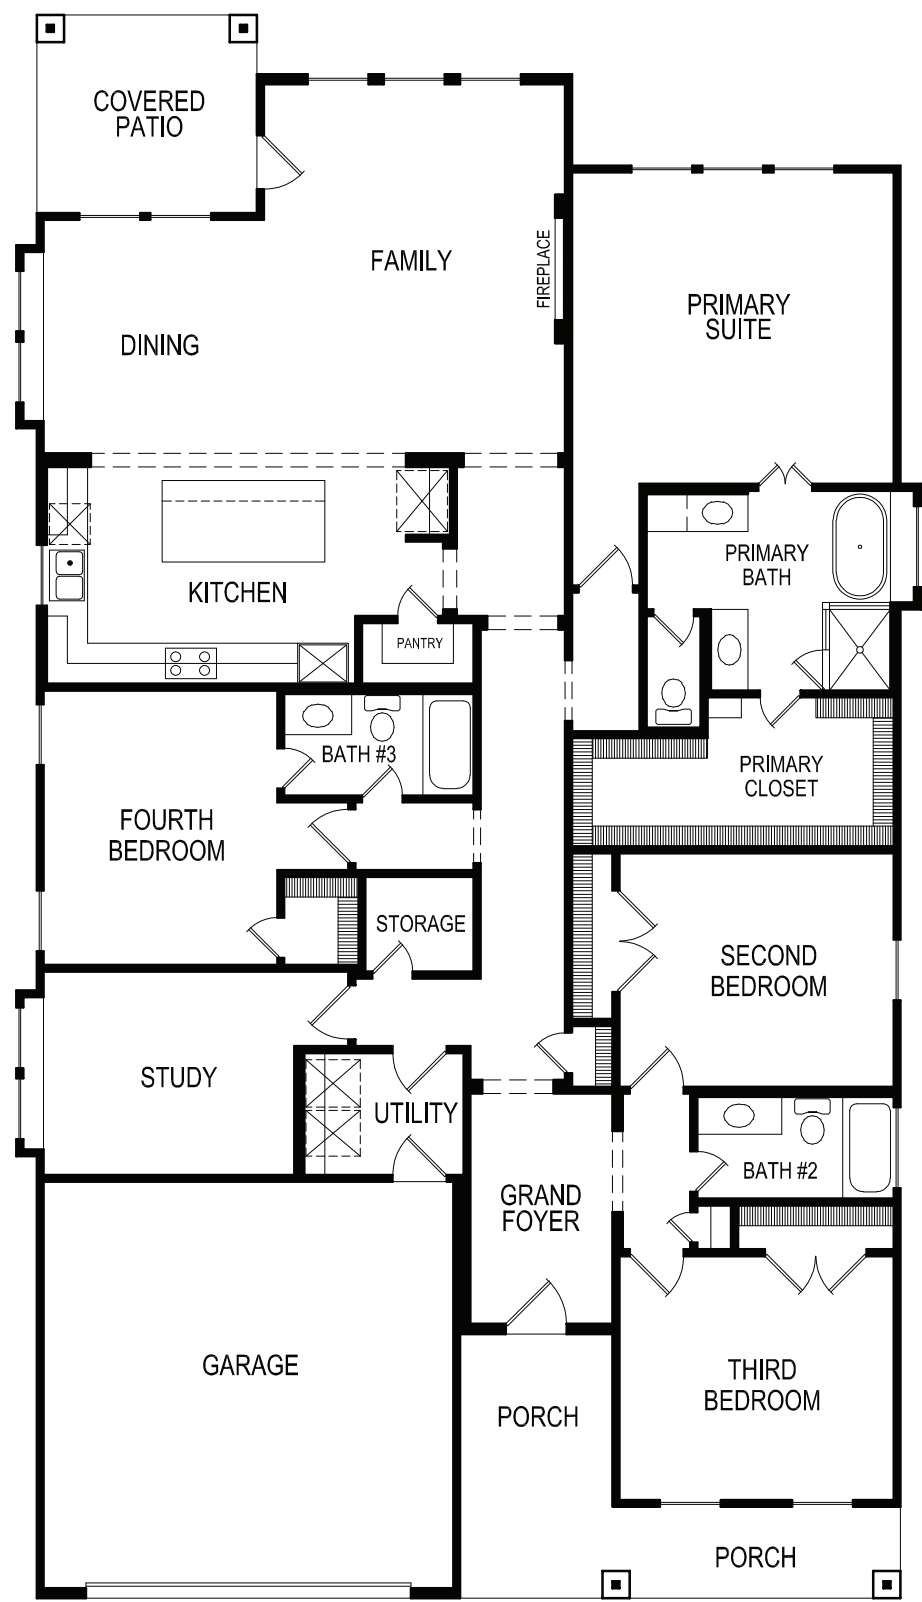 COVERED
PATIO
FAMILY
FIREPLACE
PRIMARY
SUITE
DINING
KITCHEN
PRIMARY
BATH
PANTRY
BATH #3
PRIMARY
CLOSET
FOURTH
BEDROOM
STORAGE
SECOND
BEDROOM
STUDY
UTILITY
BATH #2
GRAND
FOYER
GARAGE
THIRD
BEDROOM
PORCH
PORCH